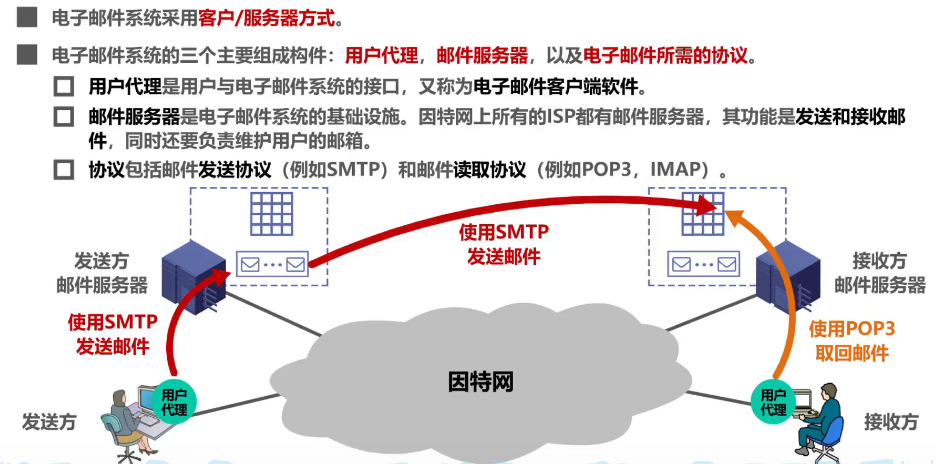 电子邮件系统采用客户/服务器方式。
电子邮件系统的三个主要组成构件：用户代理，邮件服务器，以及电子邮件所需的协议。
用户代理是用户与电子邮件系统的接口，又称为电子邮件客户端软件。
邮件服务器是电子邮件系统的基础设施。因特网上所有的ISP都有邮件服务器，其功能是发送和接收邮
件，同时还要负责维护用户的邮箱。
协议包括邮件发送协议（例如SMTP）和邮件读取协议（例如POP3，IMAP）。
使用SMTP
发送邮件
发送方
邮件服务器
接收方
邮件服务器
使用SMTP
发送邮件
使用POP3
取回邮件
因特网
用户
代理
用户
代理
发送方
接收方